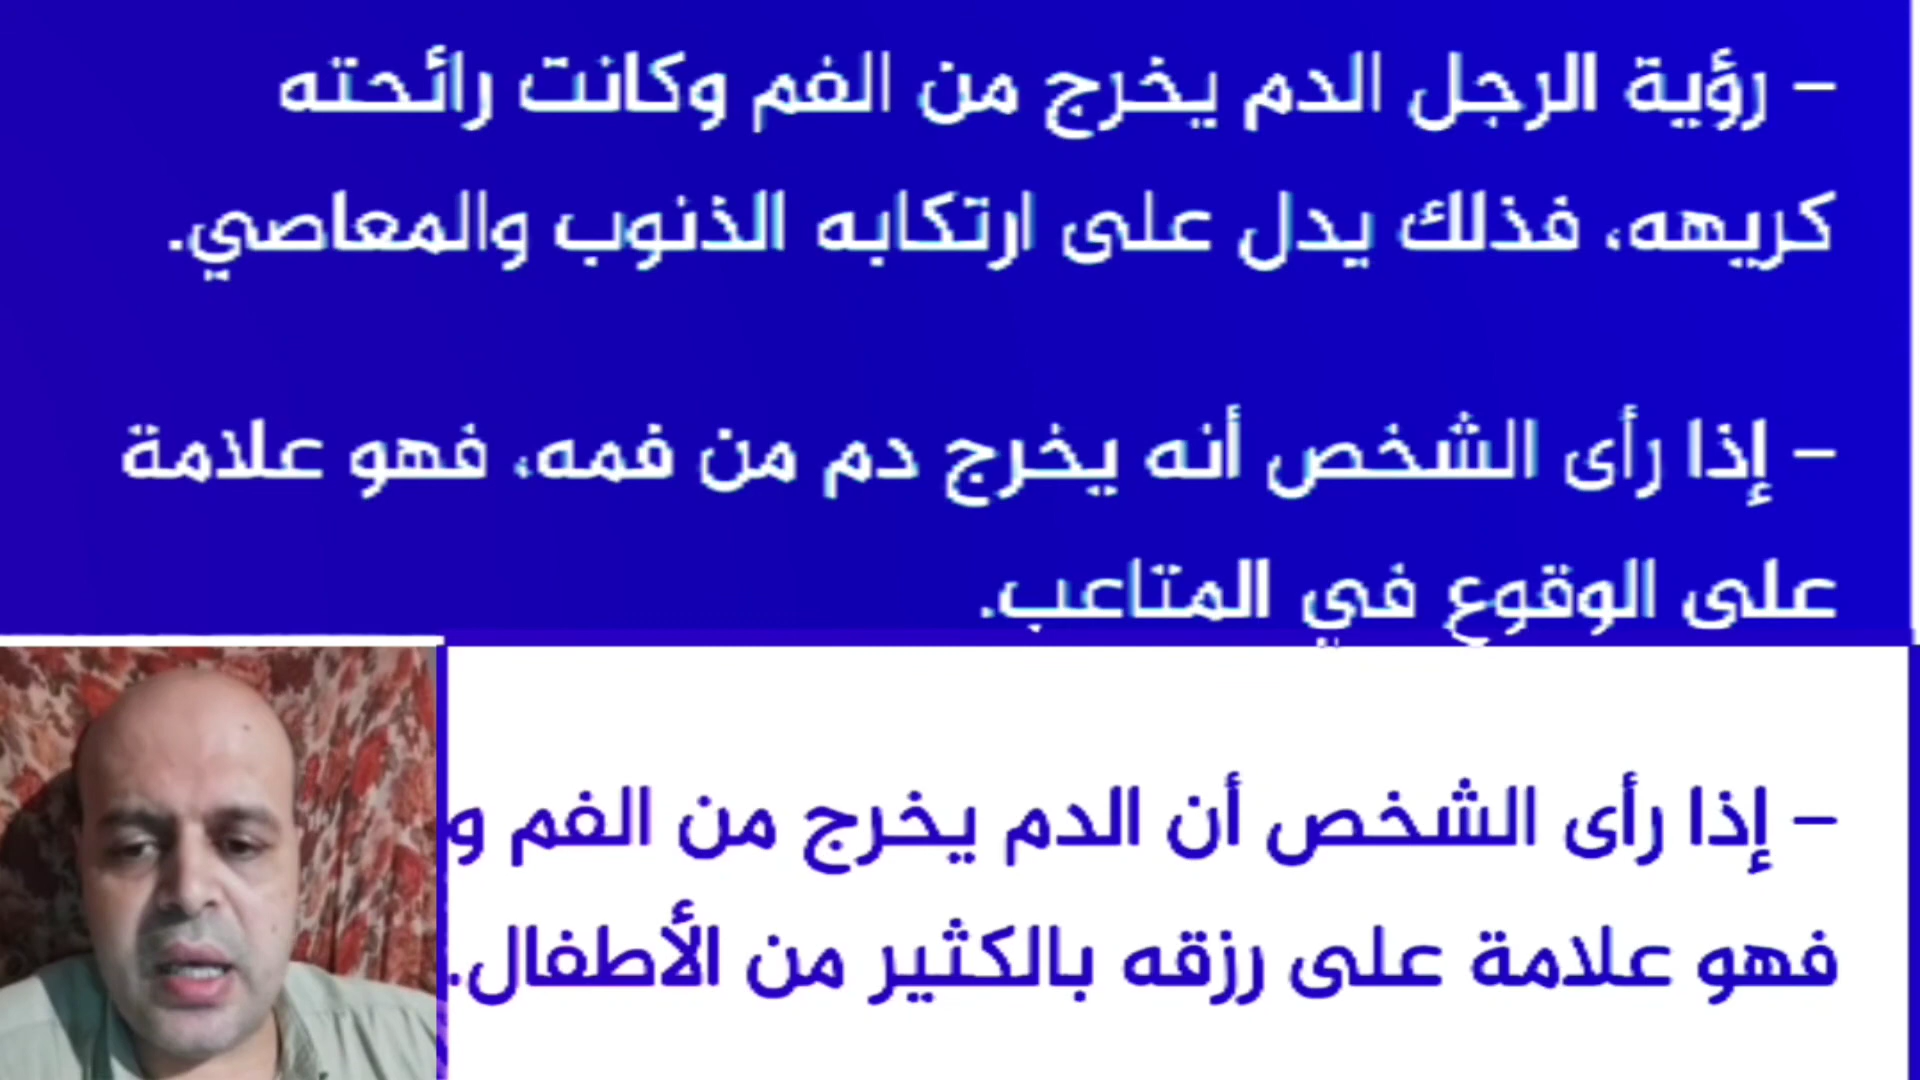 – رؤية الرجل الدم يخرج من الفم وكانت رائحته
كريهه، فذلك يدل على ارتكابه الذنوب والمعاصي.
– إذا رأى الشخص أنه يخرج دم من فمه، فهو علامة
على الوقوع في المتاعب.
– إذا رأى الشخص أن الدم يخرج من الفم و
فهو علامة على رزقه بالكثير من الأطفال.